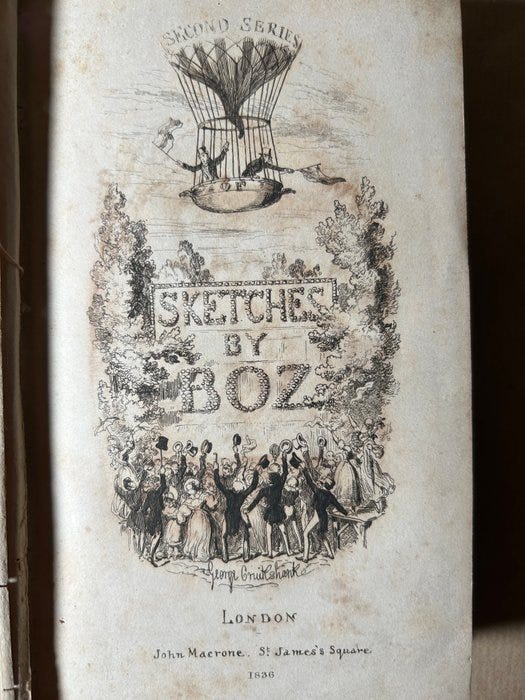 SECOND SERIES
OF
SKETCHES
BY
BOZ
George Cruikshank
LONDON
John Macrone. St James's Square.
1836